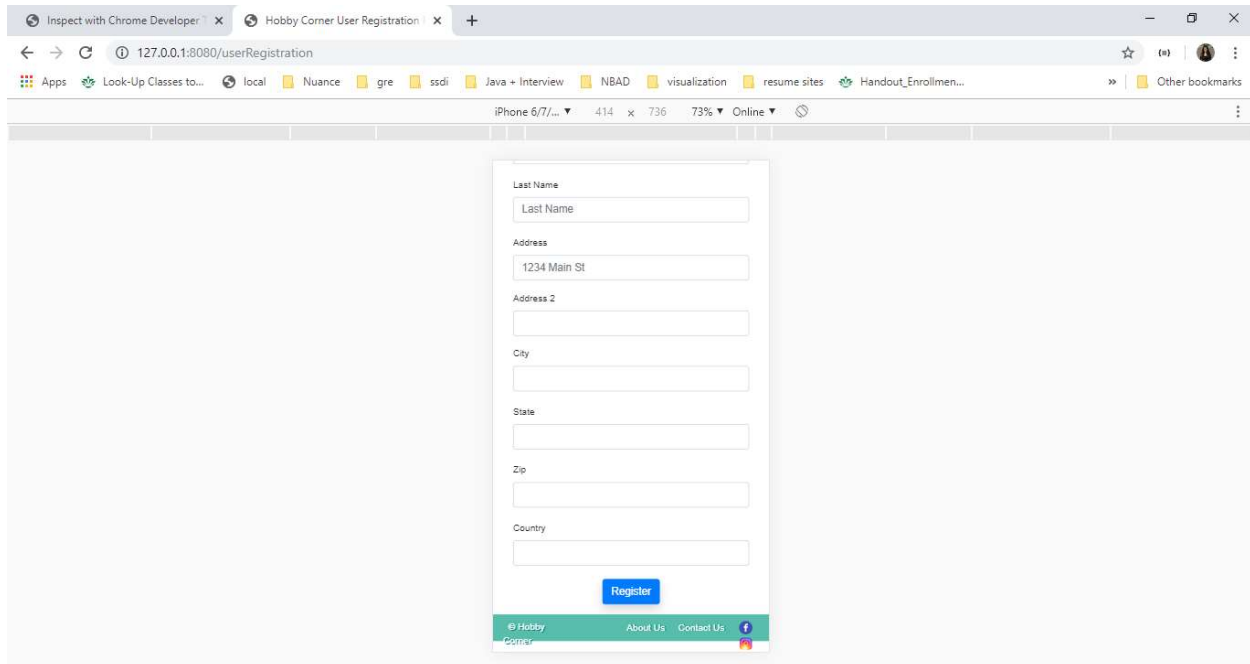 Inspect with Chrome Developer T
Hobby Corner User Registration
127.0.0.1:8080/userRegistration
Apps Look-Up Classes to... local Nuance gre ssdi Java + Interview NBAD visualization resume sites Handout_Enrollmen... » Other bookmarks
iPhone 6/7/... ▼ 414 x 736 73% ▼ Online ▼
Last Name
Last Name
Address
1234 Main St
Address 2
City
State
Zip
Country
Register
© Hobby About Us Contact Us
Corner